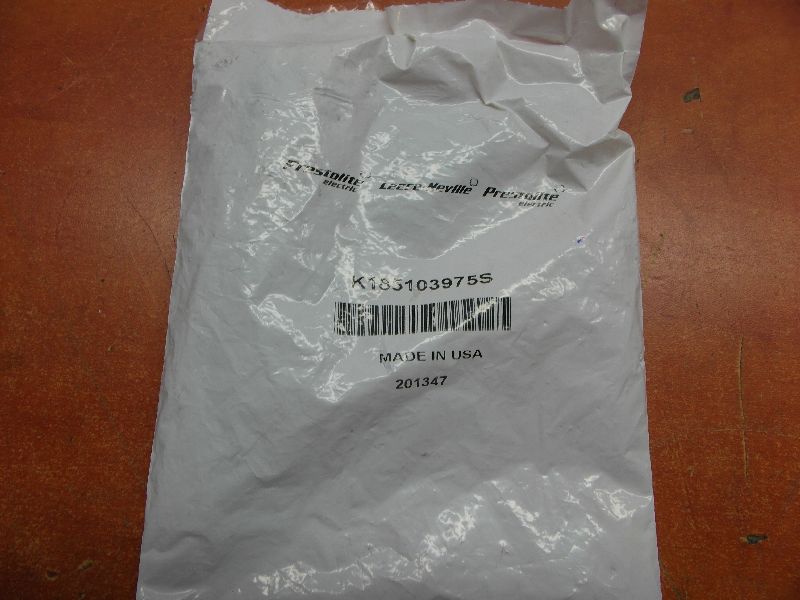 Prestolite Leece-Neville Prestolite
electric electric
K185103975S
MADE IN USA
201347